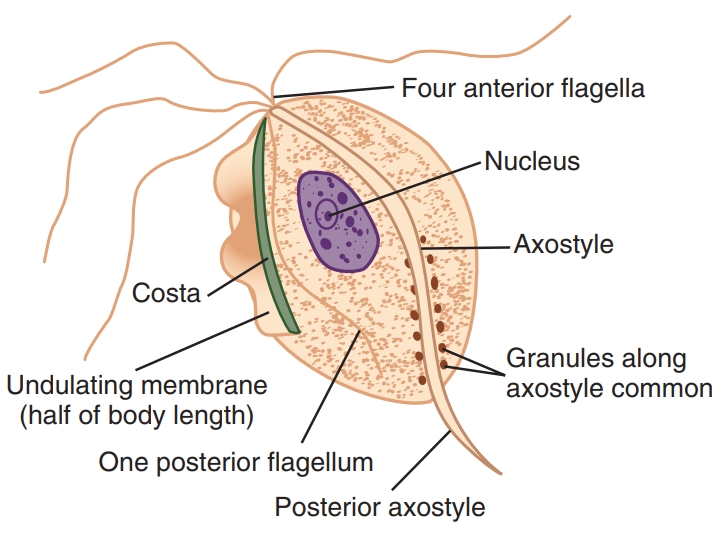 Four anterior flagella
Nucleus
Axostyle
Costa
Granules along
axostyle common
Undulating membrane
(half of body length)
One posterior flagellum
Posterior axostyle